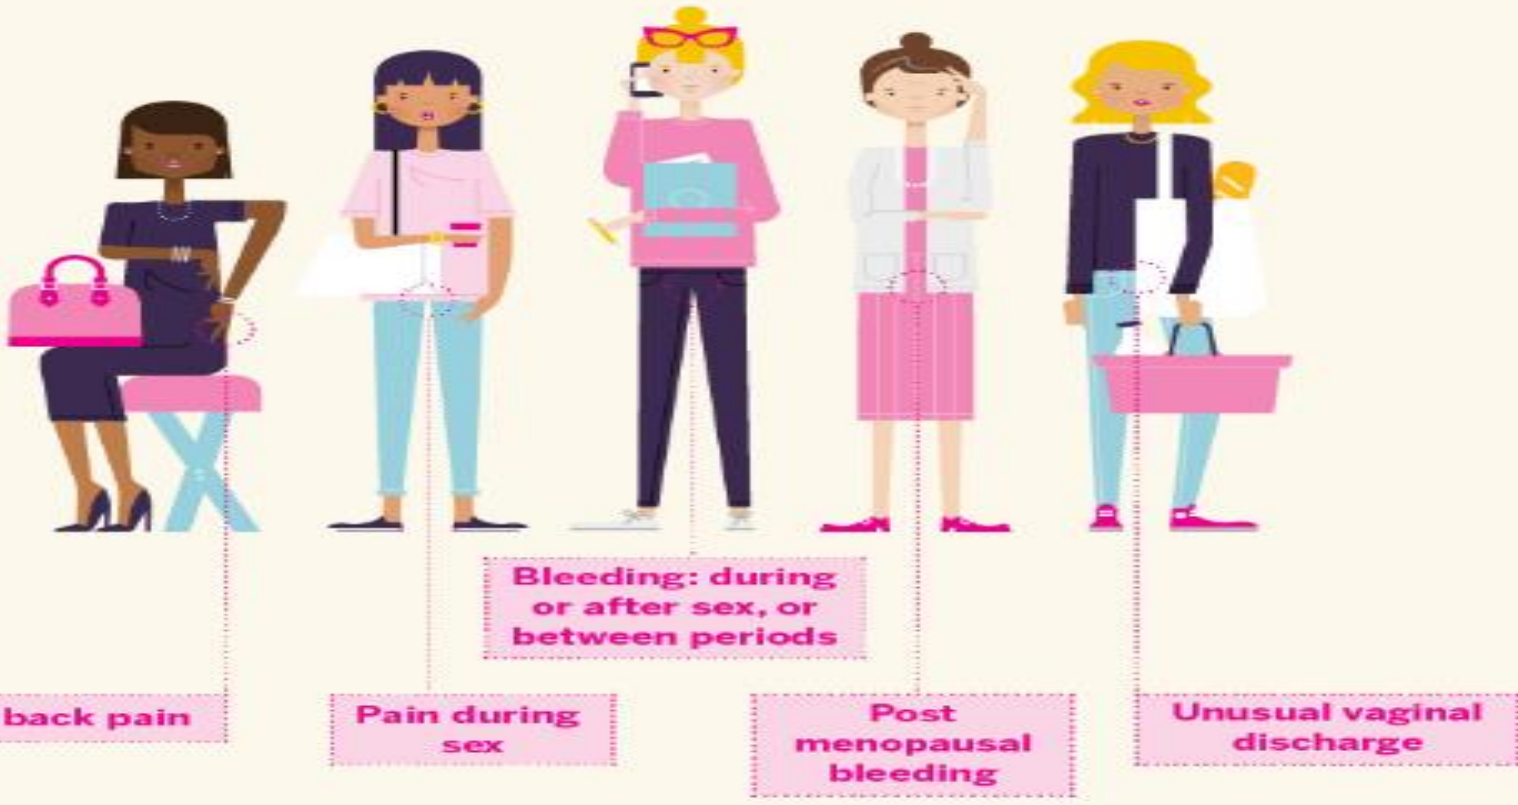 Bleeding: during
or after sex, or
between periods
back pain
Pain during
sex
Post
menopausal
bleeding
Unusual vaginal
discharge